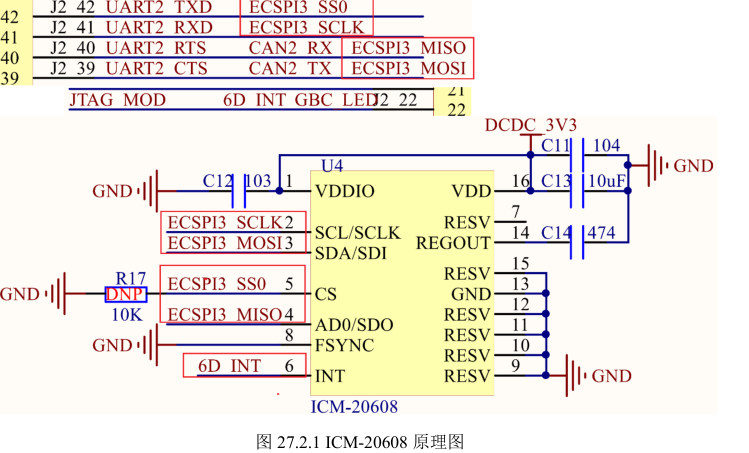 42 J2 42 UART2 TXD ECSPI3 SS0
41 J2 41 UART2 RXD ECSPI3 SCLK
40 J2 40 UART2 RTS CAN2 RX ECSPI3 MISO
39 J2 39 UART2 CTS CAN2 TX ECSPI3 MOSI
21
JTAG MOD 6D INT GBC LED J2 22 22
DCDC 3V3
U4 C11 104 GND
GND C12 103 1 VDDIO VDD 16 C13 10uF
RESV 7
ECSPI3 SCLK 2 SCL/SCLK REGOUT 14 C14 474
ECSPI3 MOSI 3 SDA/SDI
RESV 15
R17
GND DNP ECSPI3 SS0 5 CS GND 13
10K
RESV 12
ECSPI3 MISO 4 AD0/SDO RESV 11
GND 8 FSYNC RESV 10
6D INT 6 INT RESV 9 GND
ICM-20608
图 27.2.1 ICM-20608 原理图